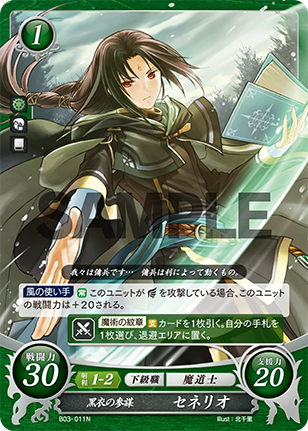 1
SAMPLE
我々は傭兵です… 傭兵は利によって動くもの。
風の使い手 常 このユニットが を攻撃している場合、このユニット
の戦闘力は＋20される。
魔術の紋章 支 カードを1枚引く。自分の手札を
1枚選び、退避エリアに置く。
戦闘力 30
射程 1-2 下級職 魔道士
支援力 20
黒衣の参謀 セネリオ
B03-011N
Illust：北千里